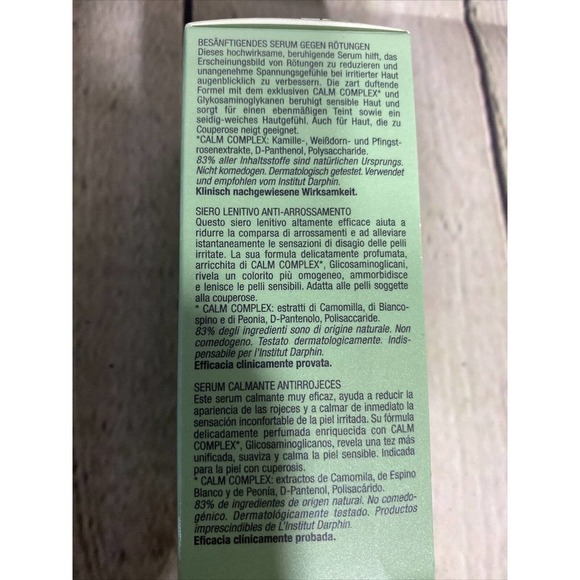 BESÄNFTIGENDES SERUM GEGEN RÖTUNGEN
Dieses hochwirksame, beruhigende Serum hilft, das
Erscheinungsbild von Rötungen zu reduzieren und
unangenehme Spannungsgefühle bei irritierter Haut
augenblicklich zu verbessern. Die zart duftende
Formel mit dem exklusiven CALM COMPLEX* und
Glykosaminoglykanen beruhigt sensible Haut und
sorgt für einen ebenmäßigen Teint sowie ein
seidig-weiches Hautgefühl. Auch für Haut, die zu
Couperose neigt geeignet.
*CALM COMPLEX: Kamille-, Weißdorn- und Pfingst-
rosenextrakte, D-Panthenol, Polysaccharide.
83% aller Inhaltsstoffe sind natürlichen Ursprungs.
Nicht komedogen. Dermatologisch getestet. Verwendet
und empfohlen vom Institut Darphin.
Klinisch nachgewiesene Wirksamkeit.
SIERO LENITIVO ANTI-ARROSSAMENTO
Questo siero lenitivo altamente efficace aiuta a
ridurre la comparsa di arrossamenti e ad alleviare
istantaneamente le sensazioni di disagio delle pelli
irritate. La sua formula delicatamente profumata,
arricchita di CALM COMPLEX*, Glicosaminoglicani,
rivela un colorito più omogeneo, ammorbidisce
e lenisce le pelli sensibili. Adatta alle pelli soggette
alla couperose.
* CALM COMPLEX: estratti di Camomilla, di Bianco-
spino e di Peonia, D-Pantenolo, Polisaccaride.
83% degli ingredienti sono di origine naturale. Non
comedogeno. Testato dermatologicamente. Indis-
pensabile per l'Institut Darphin.
Efficacia clinicamente provata.
SERUM CALMANTE ANTIRROJECES
Este serum calmante muy eficaz, ayuda a reducir la
apariencia de las rojeces y a calmar de inmediato la
sensación inconfortable de la piel irritada. Su fórmula
delicadamente perfumada enriquecida con CALM
COMPLEX*, Glicosaminoglicanos, revela una tez más
unificada, suaviza y calma la piel sensible. Indicada
para la piel con cuperosis.
* CALM COMPLEX: extractos de Camomila, de Espino
Blanco y de Peonia, D-Pantenol, Polisacárido.
83% de ingredientes de origen natural. No comedo-
génico. Dermatológicamente testado. Productos
imprescindibles de L'Institut Darphin.
Eficacia clínicamente probada.